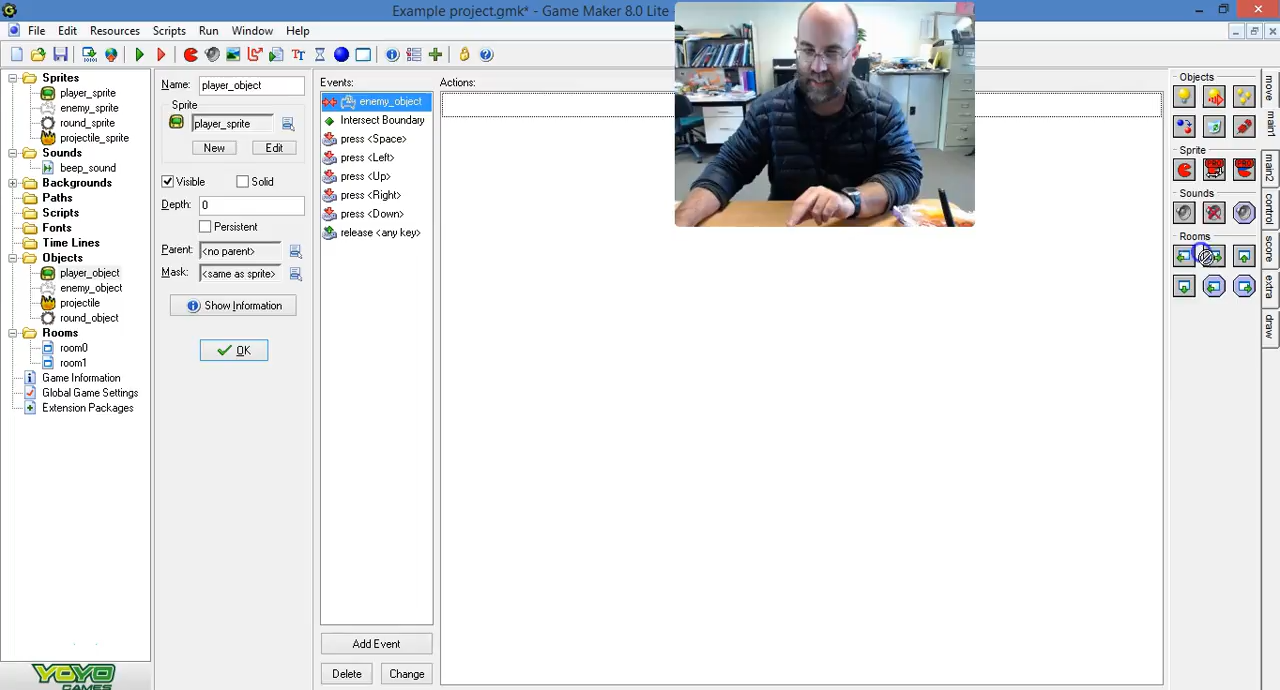 Example project.gmk* - Game Maker 8.0 Lite
File Edit Resources Scripts Run Window Help
Sprites
player_sprite
enemy_sprite
round_sprite
projectile_sprite
Sounds
beep_sound
Backgrounds
Paths
Scripts
Fonts
Time Lines
Objects
player_object
enemy_object
projectile
round_object
Rooms
room0
room1
Game Information
Global Game Settings
Extension Packages
YOYO
GAMES
Name: player_object
Sprite
player_sprite
New Edit
Visible Solid
Depth: 0
Persistent
Parent: <no parent>
Mask: <same as sprite>
Show Information
OK
Events:
enemy_object
Intersect Boundary
press <Space>
press <Left>
press <Up>
press <Right>
press <Down>
release <any key>
Add Event
Delete Change
Actions:
Objects
Sprite
Sounds
Rooms
move
main1
main2
control
score
extra
draw